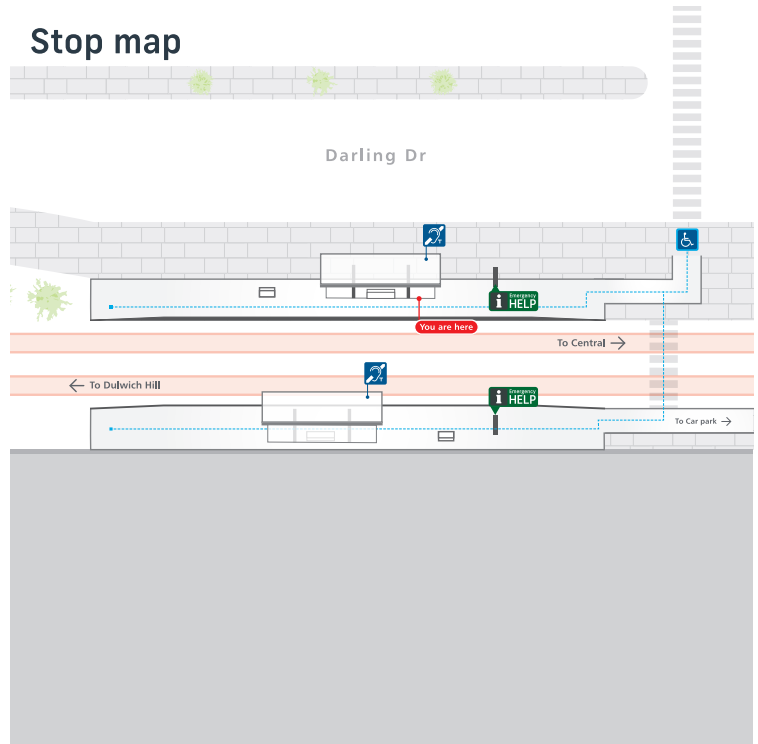 Stop map
Darling Dr
T
i Emergency
HELP
You are here
To Central
To Dulwich Hill
T
i Emergency
HELP
To Car park